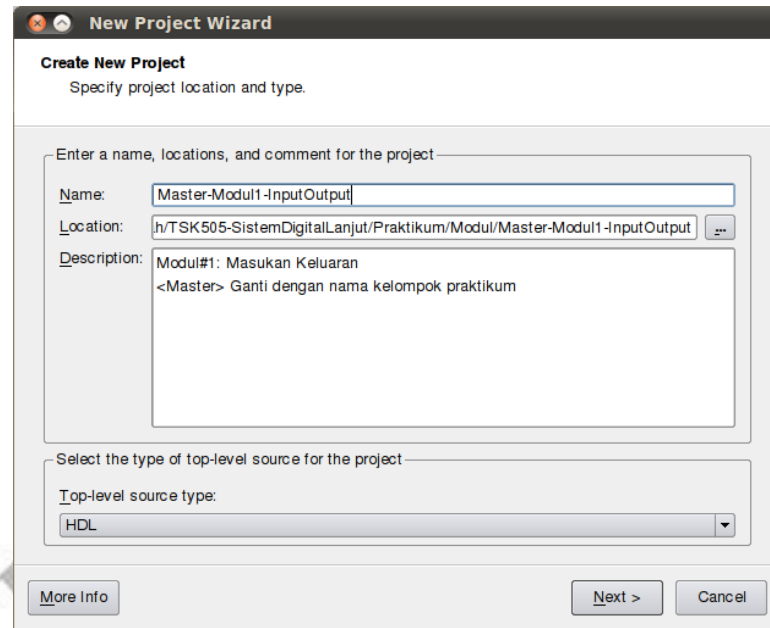 New Project Wizard
Create New Project
Specify project location and type.
Enter a name, locations, and comment for the project
Name: Master-Modul1-InputOutput
Location: .h/TSK505-SistemDigitalLanjut/Praktikum/Modul/Master-Modul1-InputOutput ...
Description: Modul#1: Masukan Keluaran
<Master> Ganti dengan nama kelompok praktikum
Select the type of top-level source for the project
Top-level source type:
HDL
More Info Next > Cancel